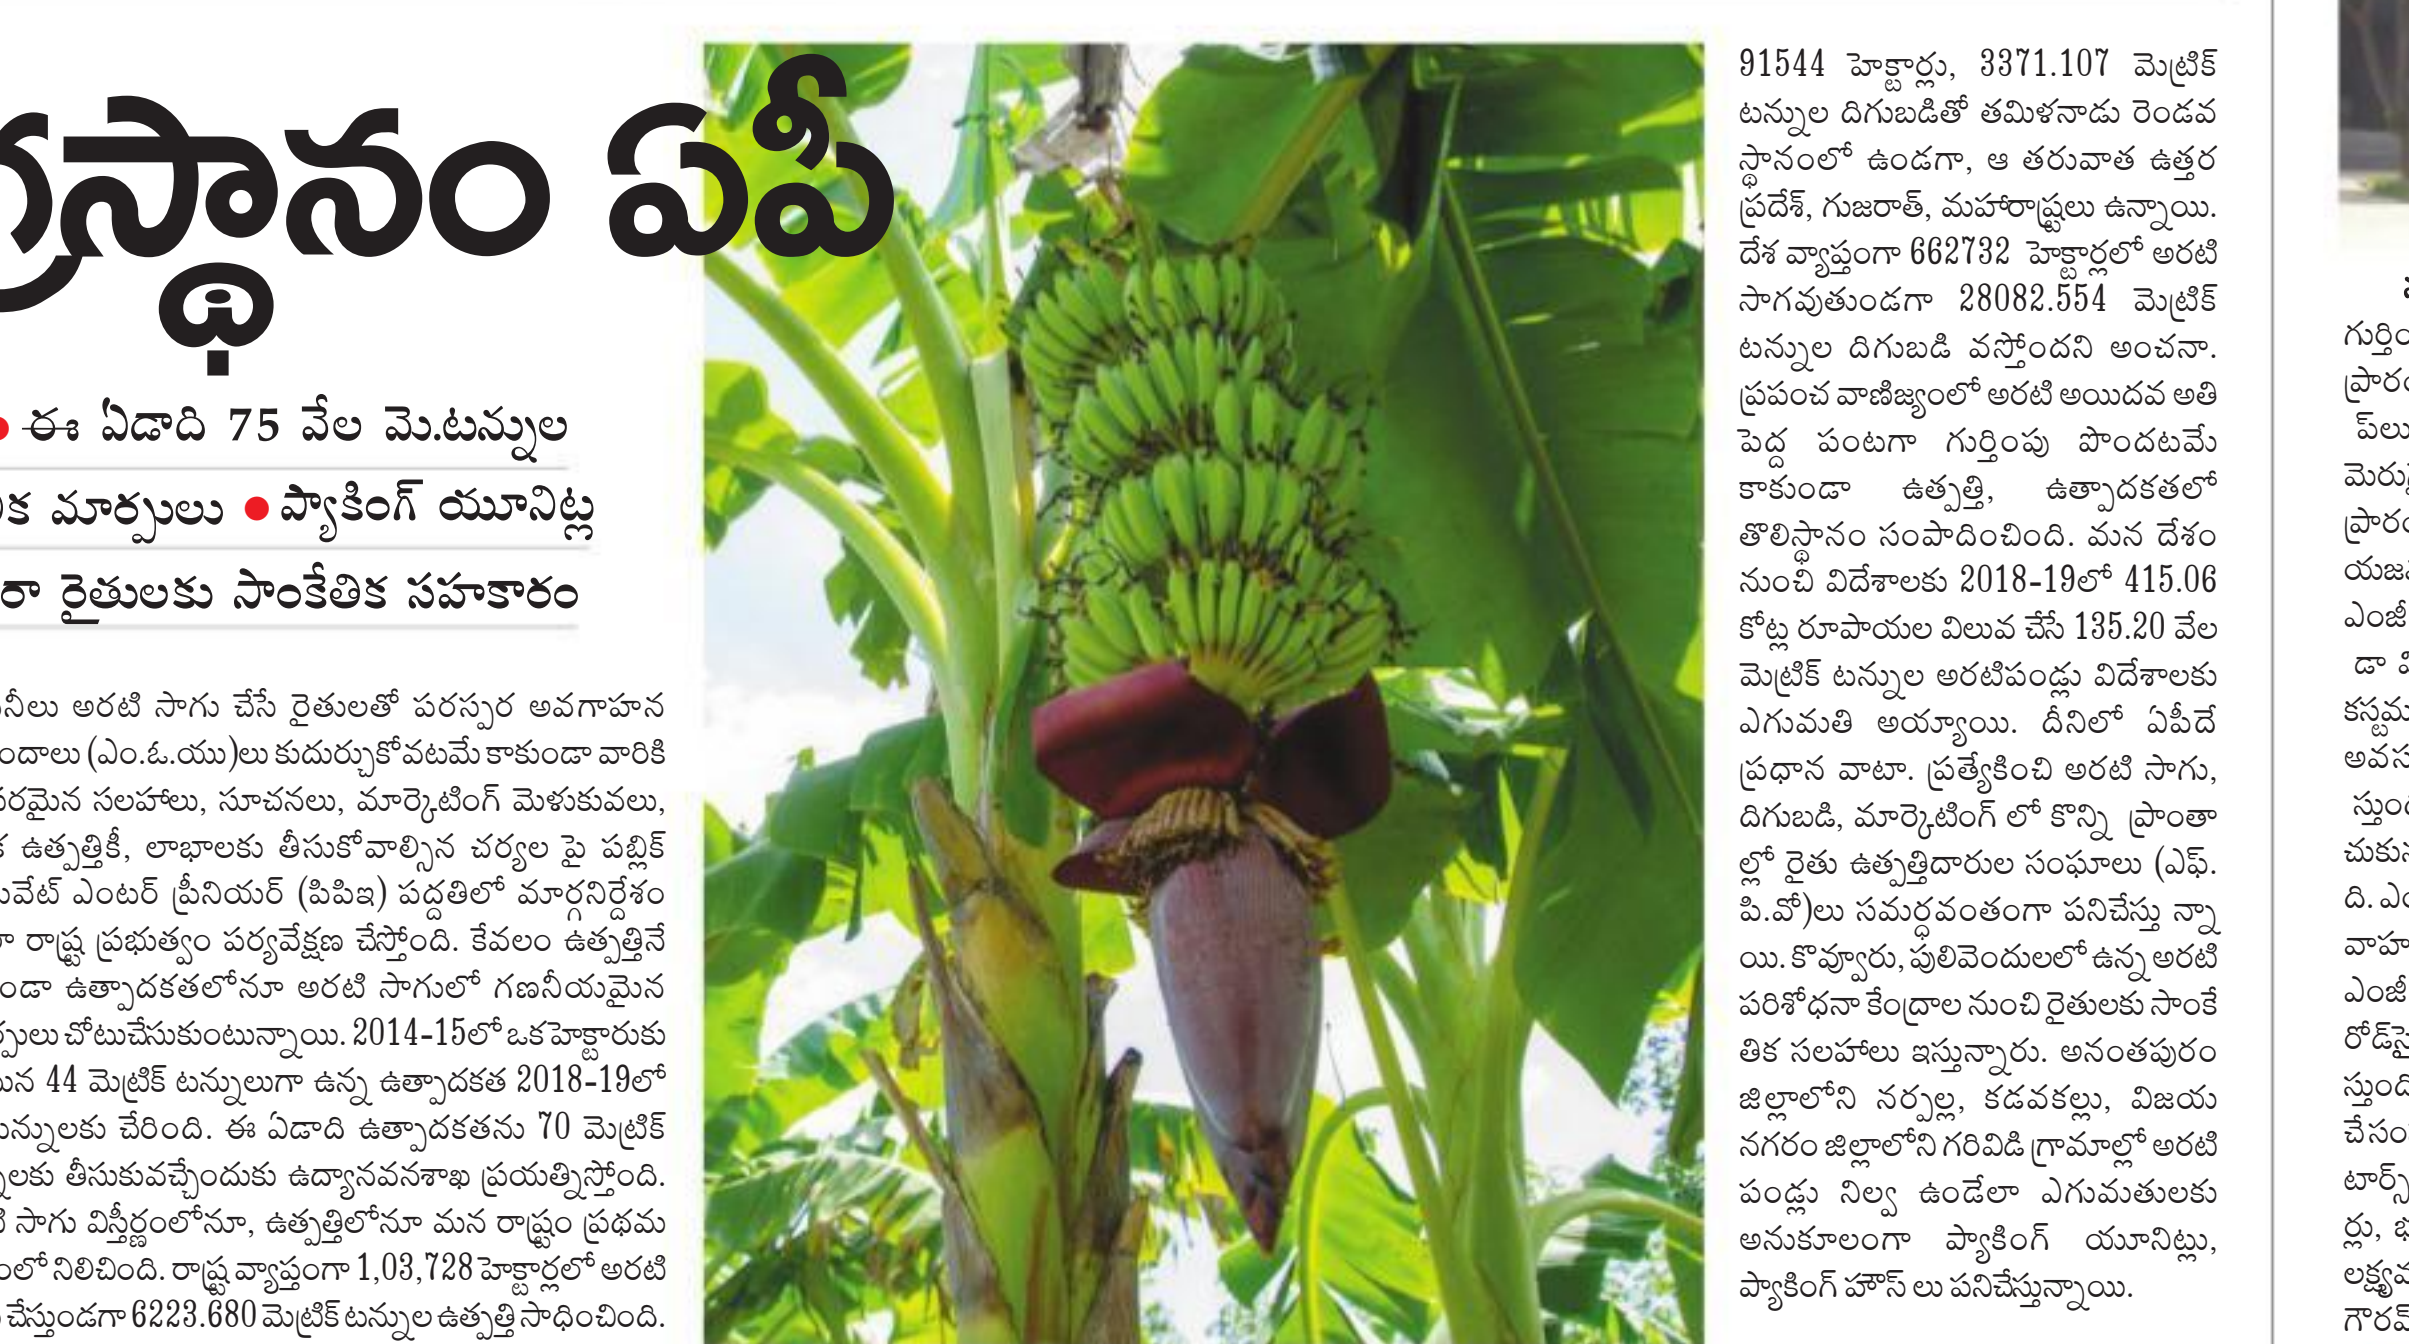 గ్రస్థానం ఏపీ
● ఈ ఏడాది 75 వేల మె.టన్నుల
మార్పులు ● ప్యాకింగ్ యూనిట్ల
రైతులకు సాంకేతిక సహకారం
అరటి సాగు చేసే రైతులతో పరస్పర అవగాహన
(ఎం.ఓ.యు)లు కుదుర్చుకోవటమే కాకుండా వారికి
సలహాలు, సూచనలు, మార్కెటింగ్ మెళుకువలు,
ఉత్పత్తికీ, లాభాలకు తీసుకోవాల్సిన చర్యల పై పబ్లిక్
ఎంటర్ ప్రీనియర్ (పిపిఇ) పద్దతిలో మార్గనిర్దేశం
రాష్ట్ర ప్రభుత్వం పర్యవేక్షణ చేస్తోంది. కేవలం ఉత్పత్తినే
ఉత్పాదకతలోనూ అరటి సాగులో గణనీయమైన
చోటుచేసుకుంటున్నాయి. 2014-15లో ఒకహెక్టారుకు
44 మెట్రిక్ టన్నులుగా ఉన్న ఉత్పాదకత 2018-19లో
చేరింది. ఈ ఏడాది ఉత్పాదకతను 70 మెట్రిక్
తీసుకువచ్చేందుకు ఉద్యానవనశాఖ ప్రయత్నిస్తోంది.
సాగు విస్తీర్ణంలోనూ, ఉత్పత్తిలోనూ మన రాష్ట్రం ప్రథమ
నిలిచింది. రాష్ట్ర వ్యాప్తంగా 1,03,728 హెక్టార్లలో అరటి
చేస్తుండగా 6223.680 మెట్రిక్ టన్నుల ఉత్పత్తి సాధించింది.
91544 హెక్టార్లు, 3371.107 మెట్రిక్
టన్నుల దిగుబడితో తమిళనాడు రెండవ
స్థానంలో ఉండగా, ఆ తరువాత ఉత్తర
ప్రదేశ్, గుజరాత్, మహారాష్ట్రలు ఉన్నాయి.
దేశ వ్యాప్తంగా 662732 హెక్టార్లలో అరటి
సాగవుతుండగా 28082.554 మెట్రిక్
టన్నుల దిగుబడి వస్తోందని అంచనా.
ప్రపంచ వాణిజ్యంలో అరటి అయిదవ అతి
పెద్ద పంటగా గుర్తింపు పొందటమే
కాకుండా ఉత్పత్తి, ఉత్పాదకతలో
తొలిస్థానం సంపాదించింది. మన దేశం
నుంచి విదేశాలకు 2018-19లో 415.06
కోట్ల రూపాయల విలువ చేసే 135.20 వేల
మెట్రిక్ టన్నుల అరటిపండ్లు విదేశాలకు
ఎగుమతి అయ్యాయి. దీనిలో ఏపీదే
ప్రధాన వాటా. ప్రత్యేకించి అరటి సాగు,
దిగుబడి, మార్కెటింగ్ లో కొన్ని ప్రాంతా
ల్లో రైతు ఉత్పత్తిదారుల సంఘాలు (ఎఫ్.
పి.వో)లు సమర్ధవంతంగా పనిచేస్తు న్నా
యి. కొవ్వూరు, పులివెందులలో ఉన్న అరటి
పరిశోధనా కేంద్రాల నుంచి రైతులకు సాంకే
తిక సలహాలు ఇస్తున్నారు. అనంతపురం
జిల్లాలోని నర్పల్ల, కడవకల్లు, విజయ
నగరం జిల్లాలోని గరివిడి గ్రామాల్లో అరటి
పండ్లు నిల్వ ఉండేలా ఎగుమతులకు
అనుకూలంగా ప్యాకింగ్ యూనిట్లు,
ప్యాకింగ్ హౌస్ లు పనిచేస్తున్నాయి.